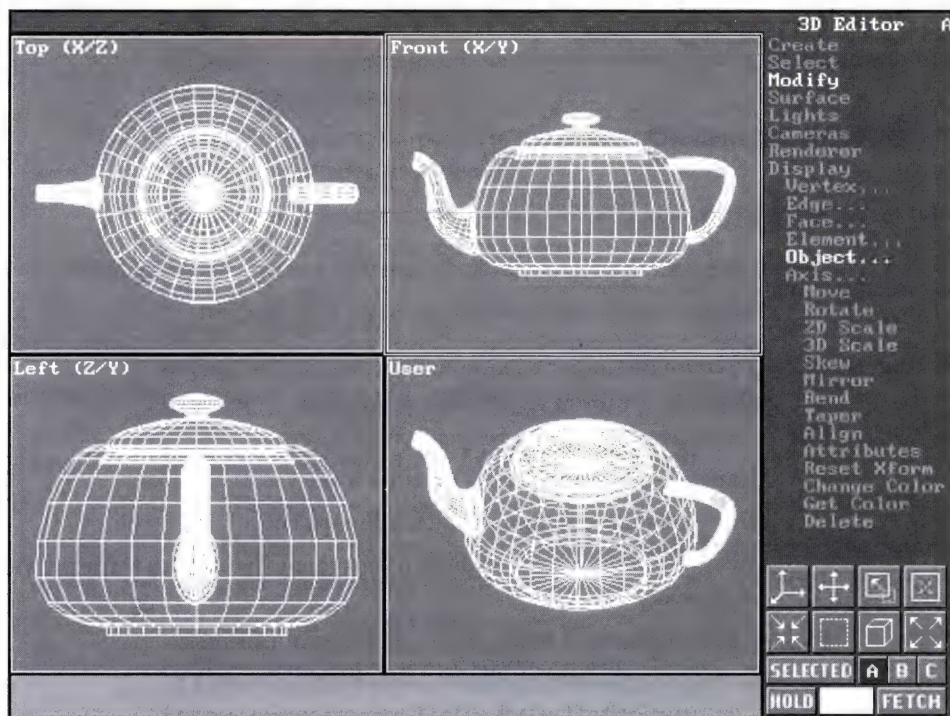 3D Editor A
Top (X/Z)
Front (X/Y)
Left (Z/Y)
User
Create
Select
Modify
Surface
Lights
Cameras
Renderer
Display
Vertex...
Edge...
Face...
Element...
Object...
Axis...
Move
Rotate
2D Scale
3D Scale
Skew
Mirror
Bend
Taper
Align
Attributes
Reset Xform
Change Color
Get Color
Delete
SELECTED A B C
HOLD FETCH